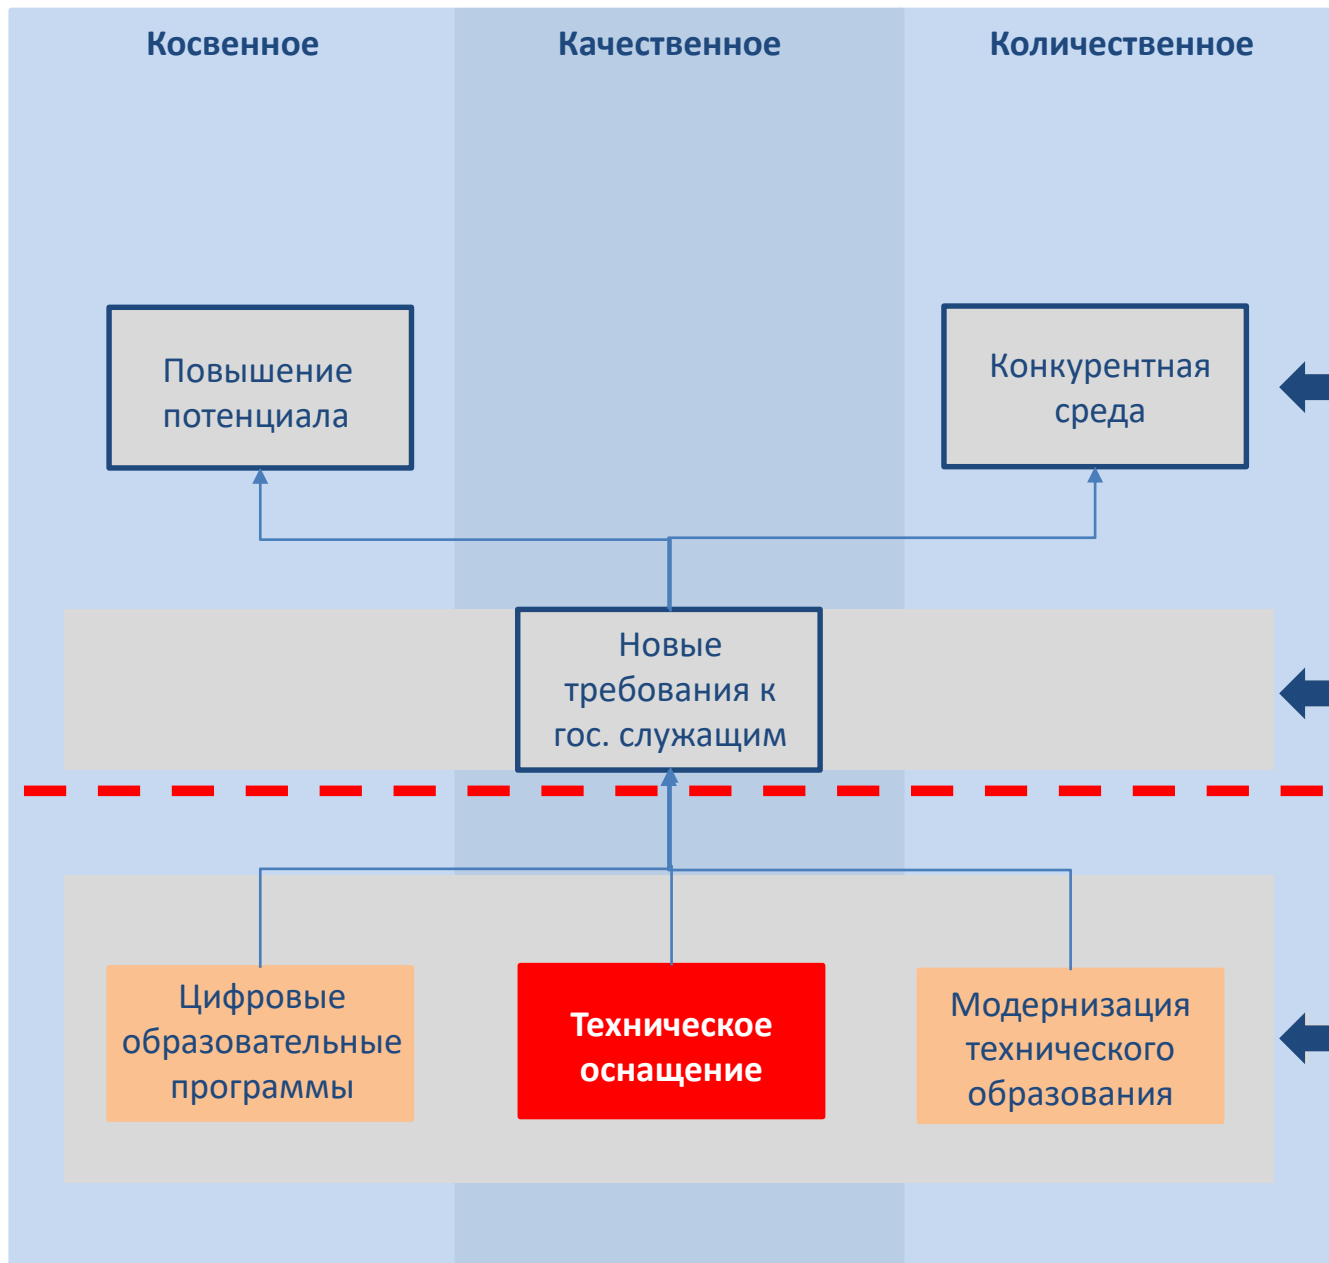 Косвенное
Качественное
Количественное
Повышение
потенциала
Конкурентная
среда
Новые
требования к
гос. служащим
Цифровые
образовательные
программы
Техническое
оснащение
Модернизация
технического
образования